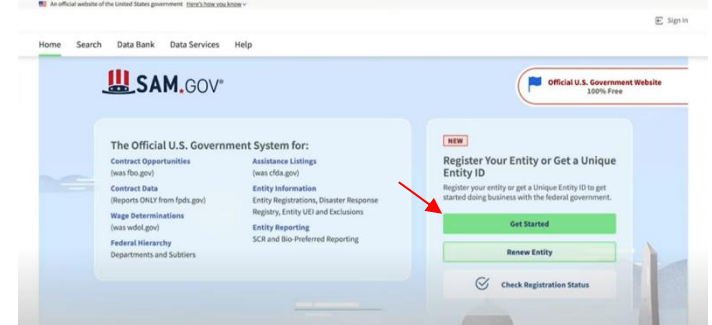 An official website of the United States government Here's how you know
Sign In
Home Search Data Bank Data Services Help
SAM.GOV®
Official U.S. Government Website
100% Free
The Official U.S. Government System for:
Contract Opportunities
(was fbo.gov)
Contract Data
(Reports ONLY from fpds.gov)
Wage Determinations
(was wdol.gov)
Federal Hierarchy
Departments and Subtiers
Assistance Listings
(was cfda.gov)
Entity Information
Entity Registrations, Disaster Response
Registry, Entity UEI and Exclusions
Entity Reporting
SCR and Bio-Preferred Reporting
NEW
Register Your Entity or Get a Unique
Entity ID
Register your entity or get a Unique Entity ID to get
started doing business with the federal government.
Get Started
Renew Entity
Check Registration Status